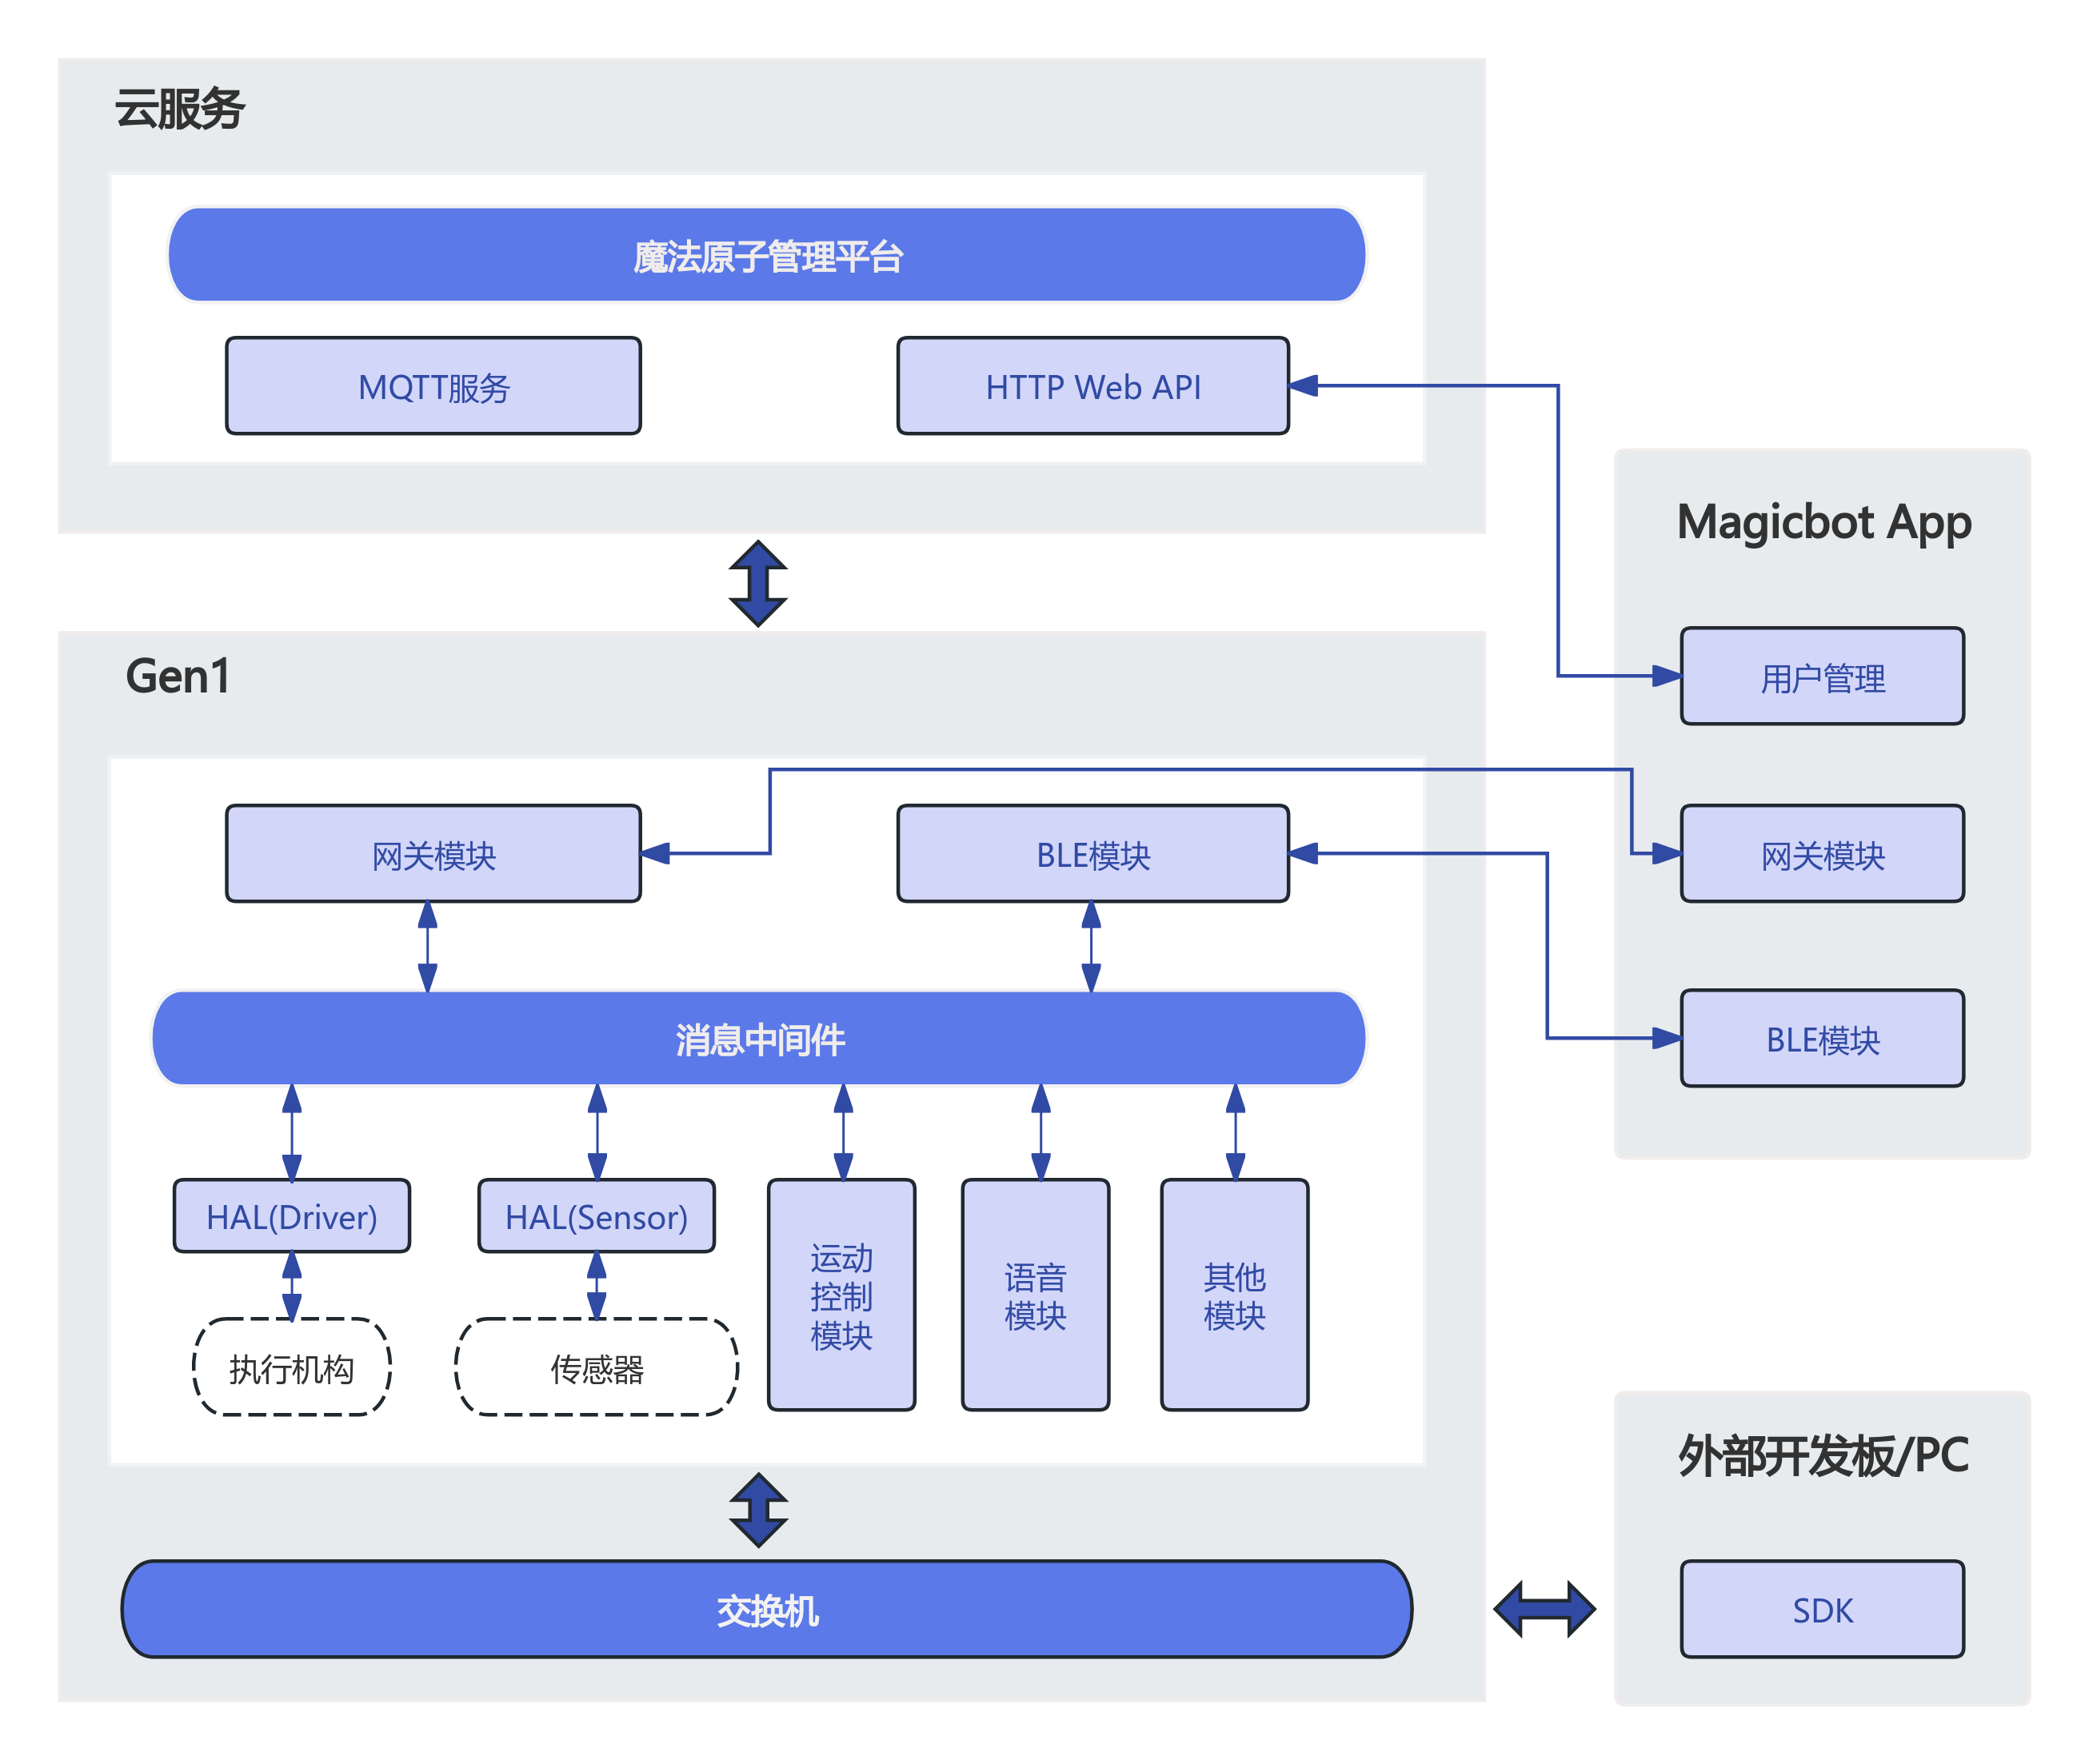 云服务
魔法原子管理平台
MQTT服务
HTTP Web API
Magicbot App
用户管理
网关模块
BLE模块
Gen1
网关模块
BLE模块
消息中间件
HAL(Driver)
HAL(Sensor)
执行机构
传感器
运动
控制
模块
语音
模块
其他
模块
交换机
外部开发板/PC
SDK